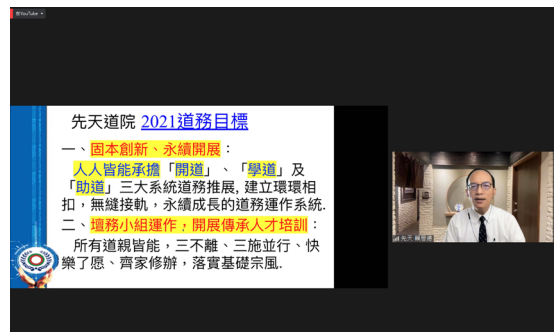 YouTube
先天道院 2021道務目標
一、固本創新、永續開展：
人人皆能承擔「開道」、「學道」及
「助道」三大系統道務推展, 建立環環相
扣，無縫接軌，永續成長的道務運作系統.
二、壇務小組運作，開展傳承人才培訓：
所有道親皆能，三不離、三施並行、快
樂了愿、齊家修辦，落實基礎宗風.
先天